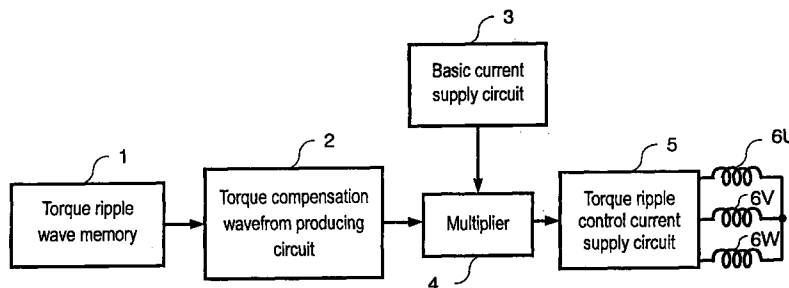 3
Basic current
supply circuit
1
Torque ripple
wave memory
2
Torque compensation
wavefrom producing
circuit
Multiplier
4
5
Torque ripple
control current
supply circuit
6V
6W